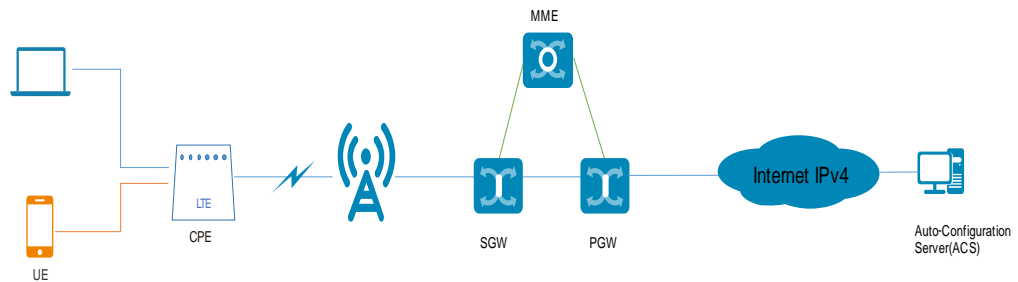 MME
Internet IPv4
LTE
CPE
SGW
PGW
Auto-Configuration
Server(ACS)
UE